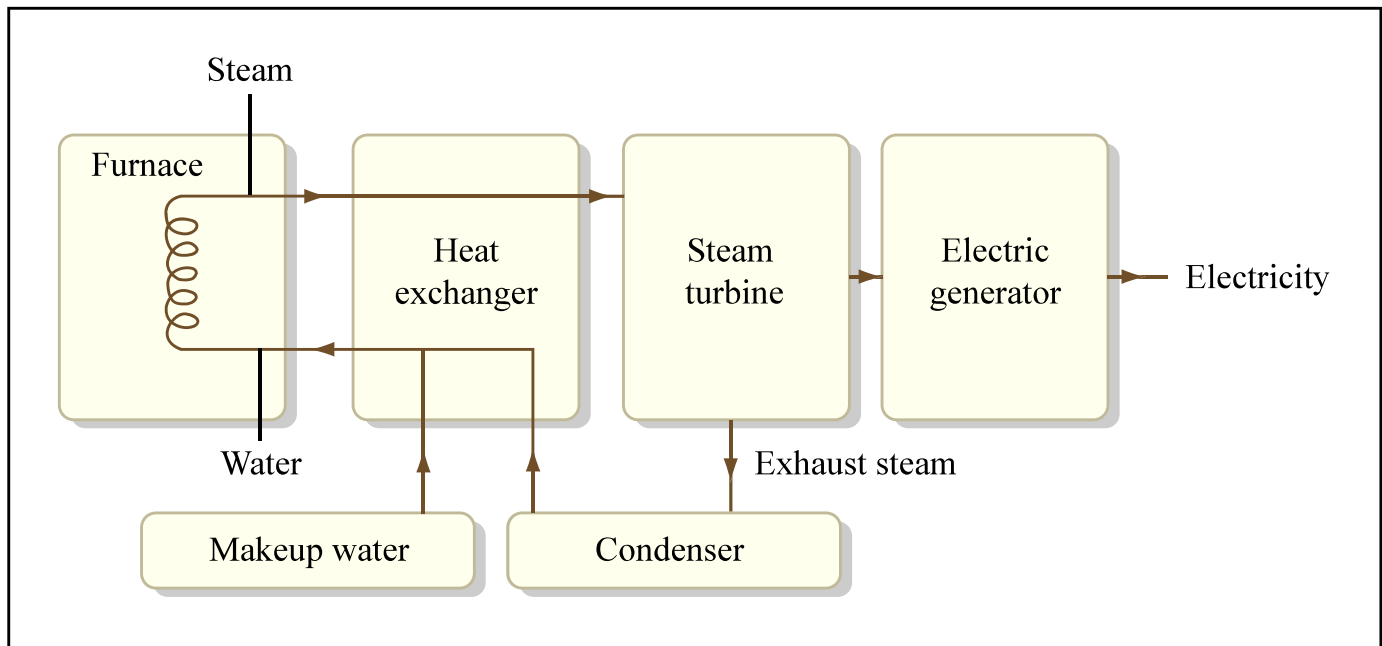 Steam
Furnace
Heat
exchanger
Steam
turbine
Electric
generator
Electricity
Water
Exhaust steam
Makeup water
Condenser